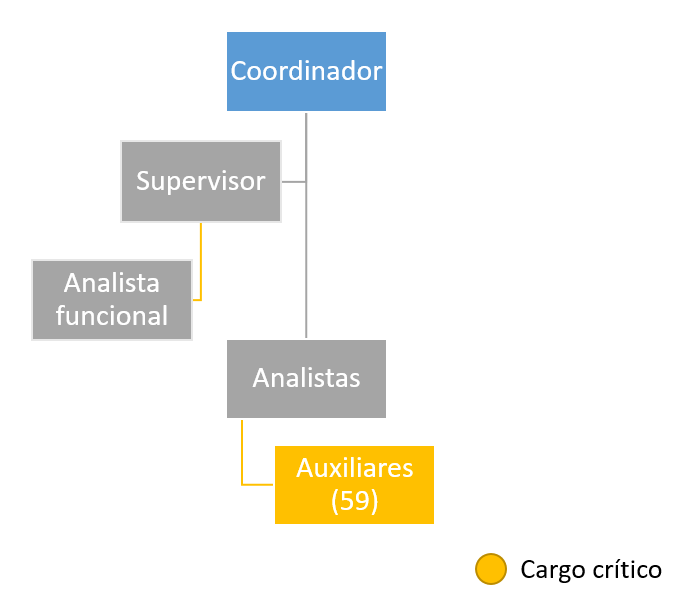 Coordinador
Supervisor
Analista
funcional
Analistas
Auxiliares
(59)
Cargo crítico